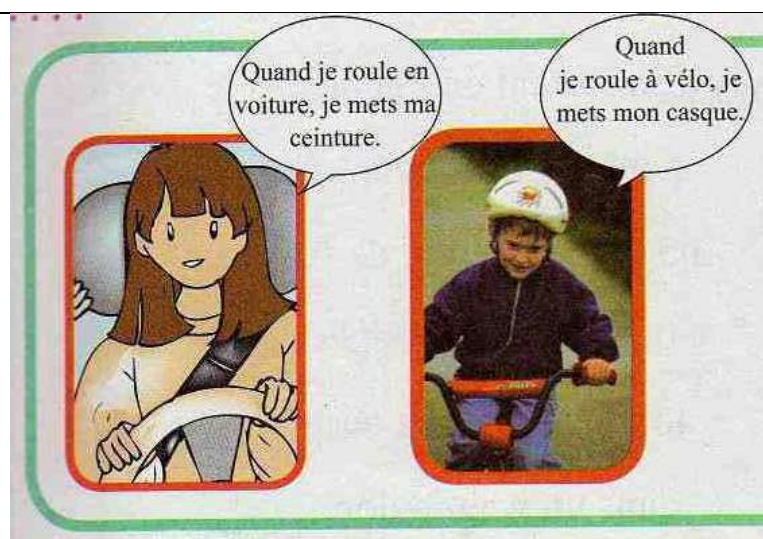 Quand je roule en
voiture, je mets ma
ceinture.
Quand
je roule à vélo, je
mets mon casque.